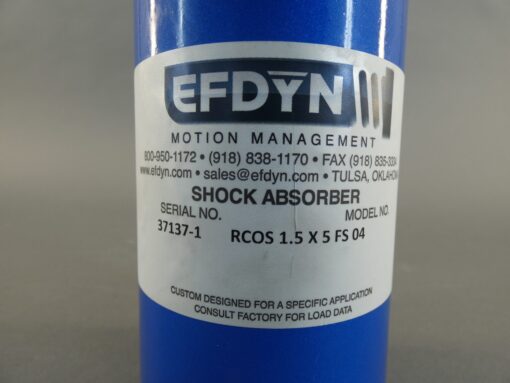 EFDYN
MOTION MANAGEMENT
800-950-1172 • (918) 838-1170 • FAX (918) 835-3334
www.efdyn.com • sales@efdyn.com • TULSA, OKLAHOMA
SHOCK ABSORBER
SERIAL NO. MODEL NO.
37137-1 RCOS 1.5 X 5 FS 04
CUSTOM DESIGNED FOR A SPECIFIC APPLICATION
CONSULT FACTORY FOR LOAD DATA